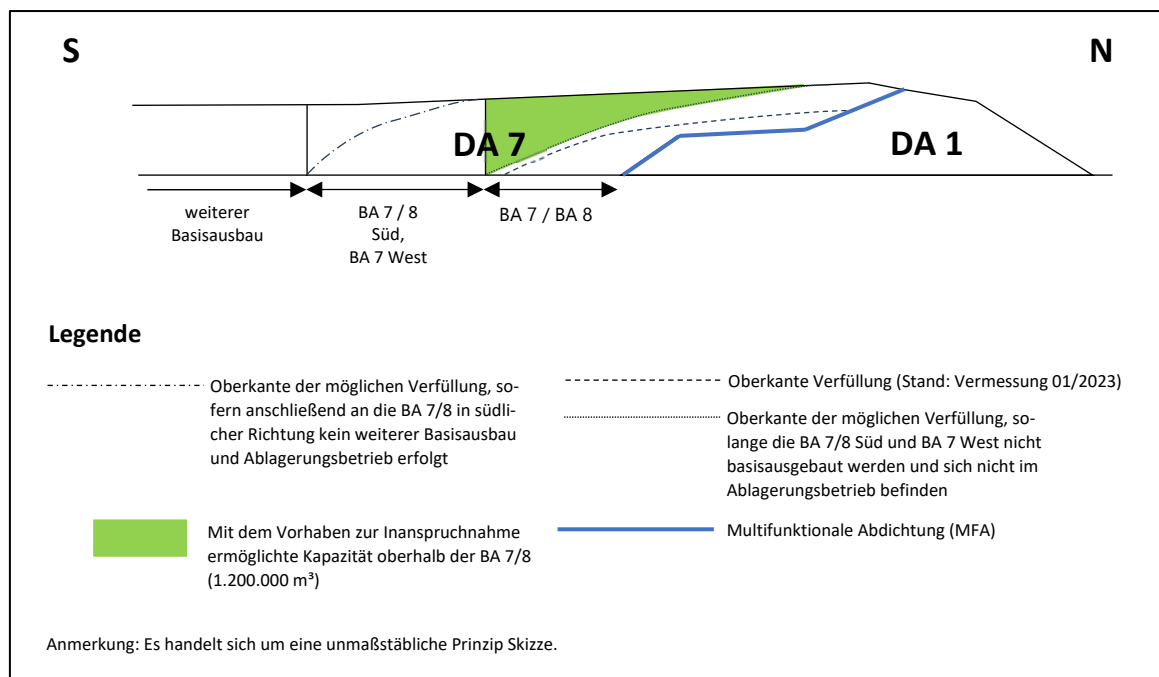 S
N
DA 7
DA 1
weiterer
Basisausbau
BA 7 / 8
Süd,
BA 7 West
BA 7 / BA 8
Legende
Oberkante der möglichen Verfüllung, so-
fern anschließend an die BA 7/8 in südli-
cher Richtung kein weiterer Basisausbau
und Ablagerungsbetrieb erfolgt
Oberkante Verfüllung (Stand: Vermessung 01/2023)
Oberkante der möglichen Verfüllung, so-
lange die BA 7/8 Süd und BA 7 West nicht
basisausgebaut werden und sich nicht im
Ablagerungsbetrieb befinden
Mit dem Vorhaben zur Inanspruchnahme
ermöglichte Kapazität oberhalb der BA 7/8
(1.200.000 m³)
Multifunktionale Abdichtung (MFA)
Anmerkung: Es handelt sich um eine unmaßstäbliche Prinzip Skizze.